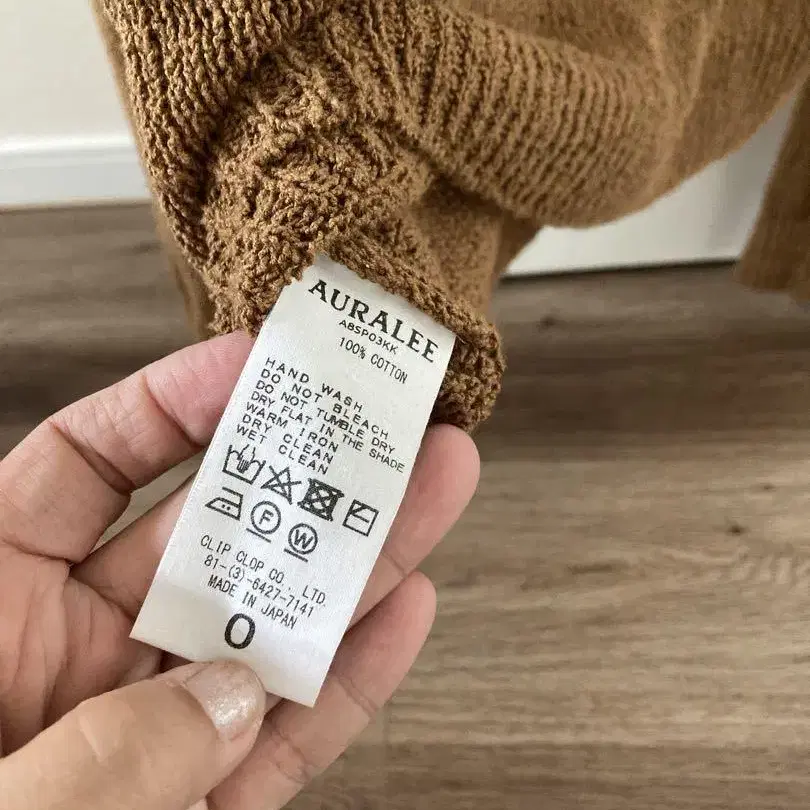 AURALEE
A8SP03KK
100% COTTON
HAND WASH
DO NOT BLEACH
DO NOT TUMBLE DRY
DRY FLAT IN THE SHADE
WARM IRON
DRY CLEAN
WET CLEAN
F
W
CLIP CLOP CO., LTD.
81-(3)-6427-7141
MADE IN JAPAN
0